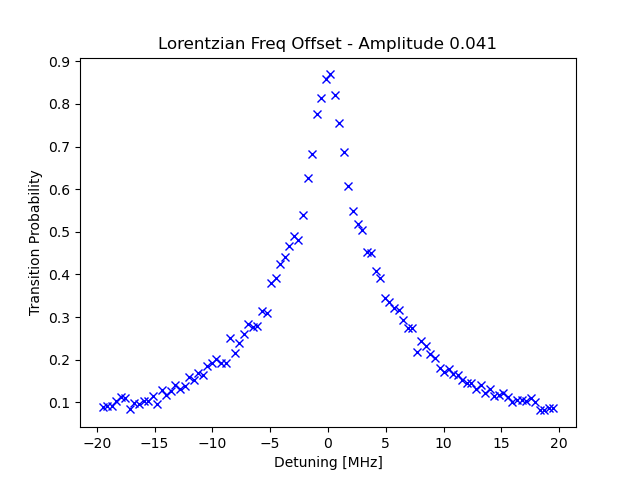 Lorentzian Freq Offset - Amplitude 0.041
0.9
0.8
0.7
0.6
0.5
0.4
0.3
0.2
0.1
Transition Probability
−20 −15 −10 −5 0 5 10 15 20
Detuning [MHz]